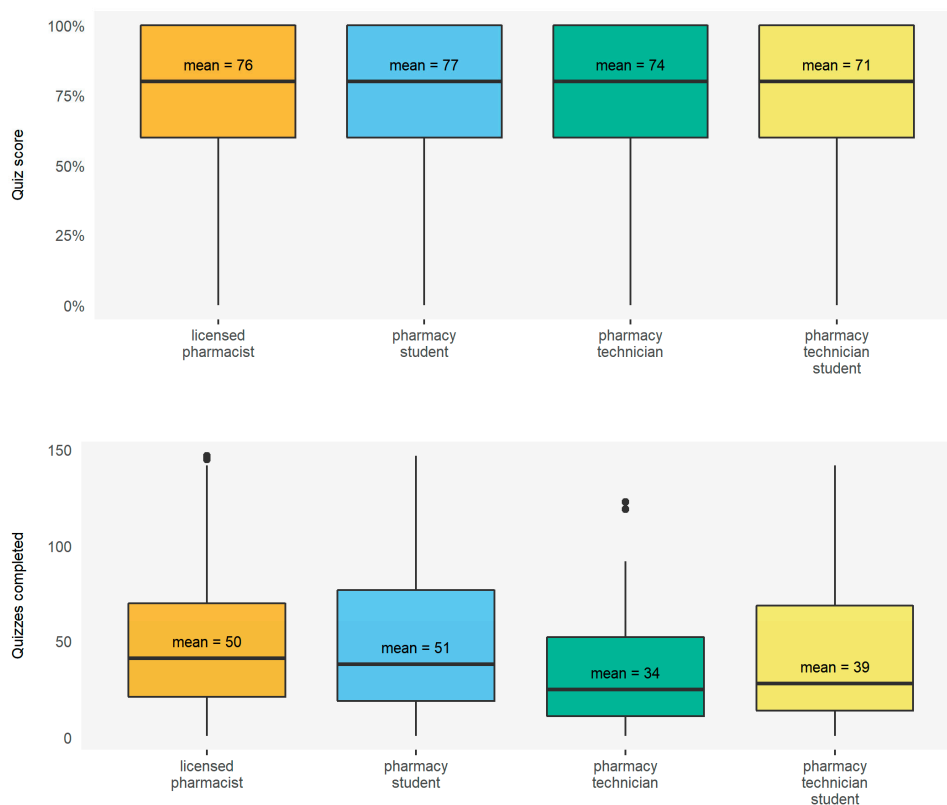 100%
75%
50%
25%
0%
Quiz score
mean = 76
mean = 77
mean = 74
mean = 71
licensed
pharmacist
pharmacy
student
pharmacy
technician
pharmacy
technician
student
150
100
50
0
Quizzes completed
mean = 50
mean = 51
mean = 34
mean = 39
licensed
pharmacist
pharmacy
student
pharmacy
technician
pharmacy
technician
student